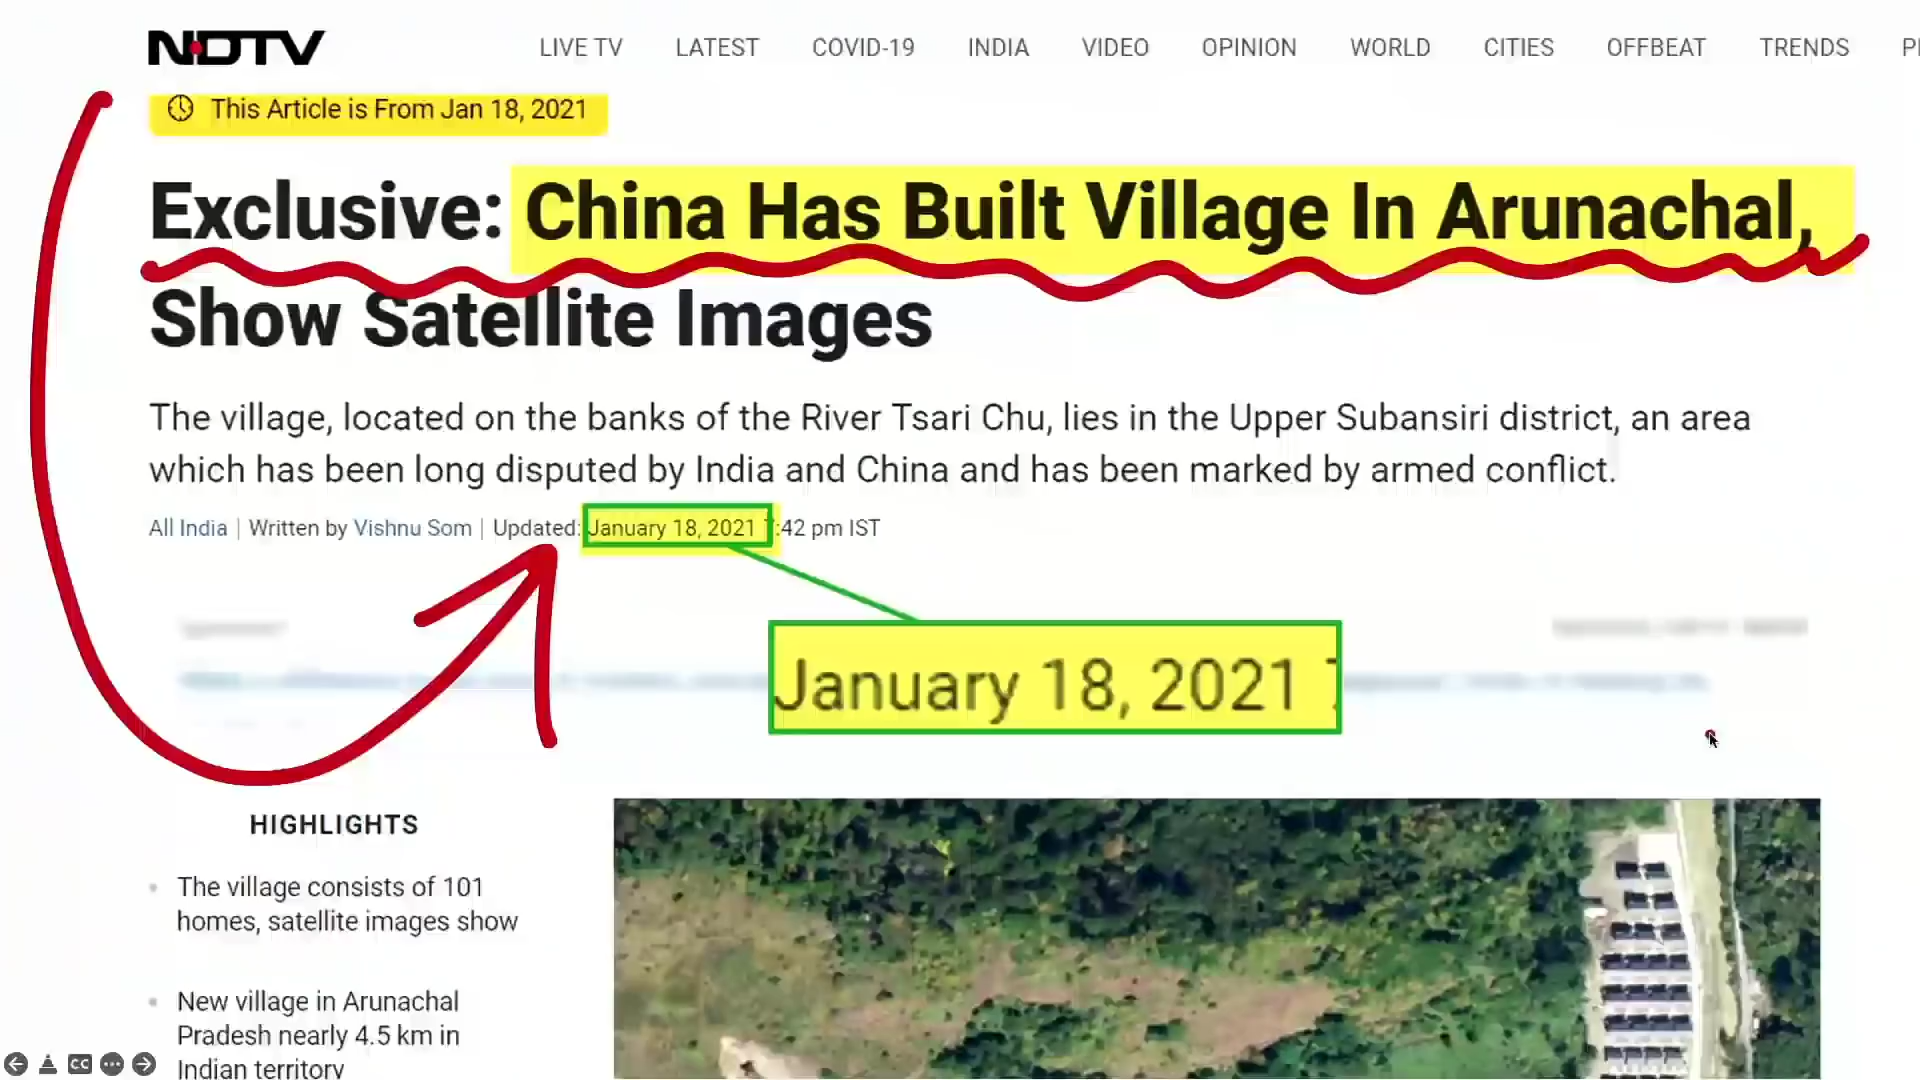 NDTV
LIVE TV LATEST COVID-19 INDIA VIDEO OPINION WORLD CITIES OFFBEAT TRENDS
This Article is From Jan 18, 2021
Exclusive: China Has Built Village In Arunachal,
Show Satellite Images
The village, located on the banks of the River Tsari Chu, lies in the Upper Subansiri district, an area
which has been long disputed by India and China and has been marked by armed conflict.
All India | Written by Vishnu Som | Updated: January 18, 2021 7:42 pm IST
January 18, 2021
HIGHLIGHTS
The village consists of 101
homes, satellite images show
New village in Arunachal
Pradesh nearly 4.5 km in
Indian territory
CC